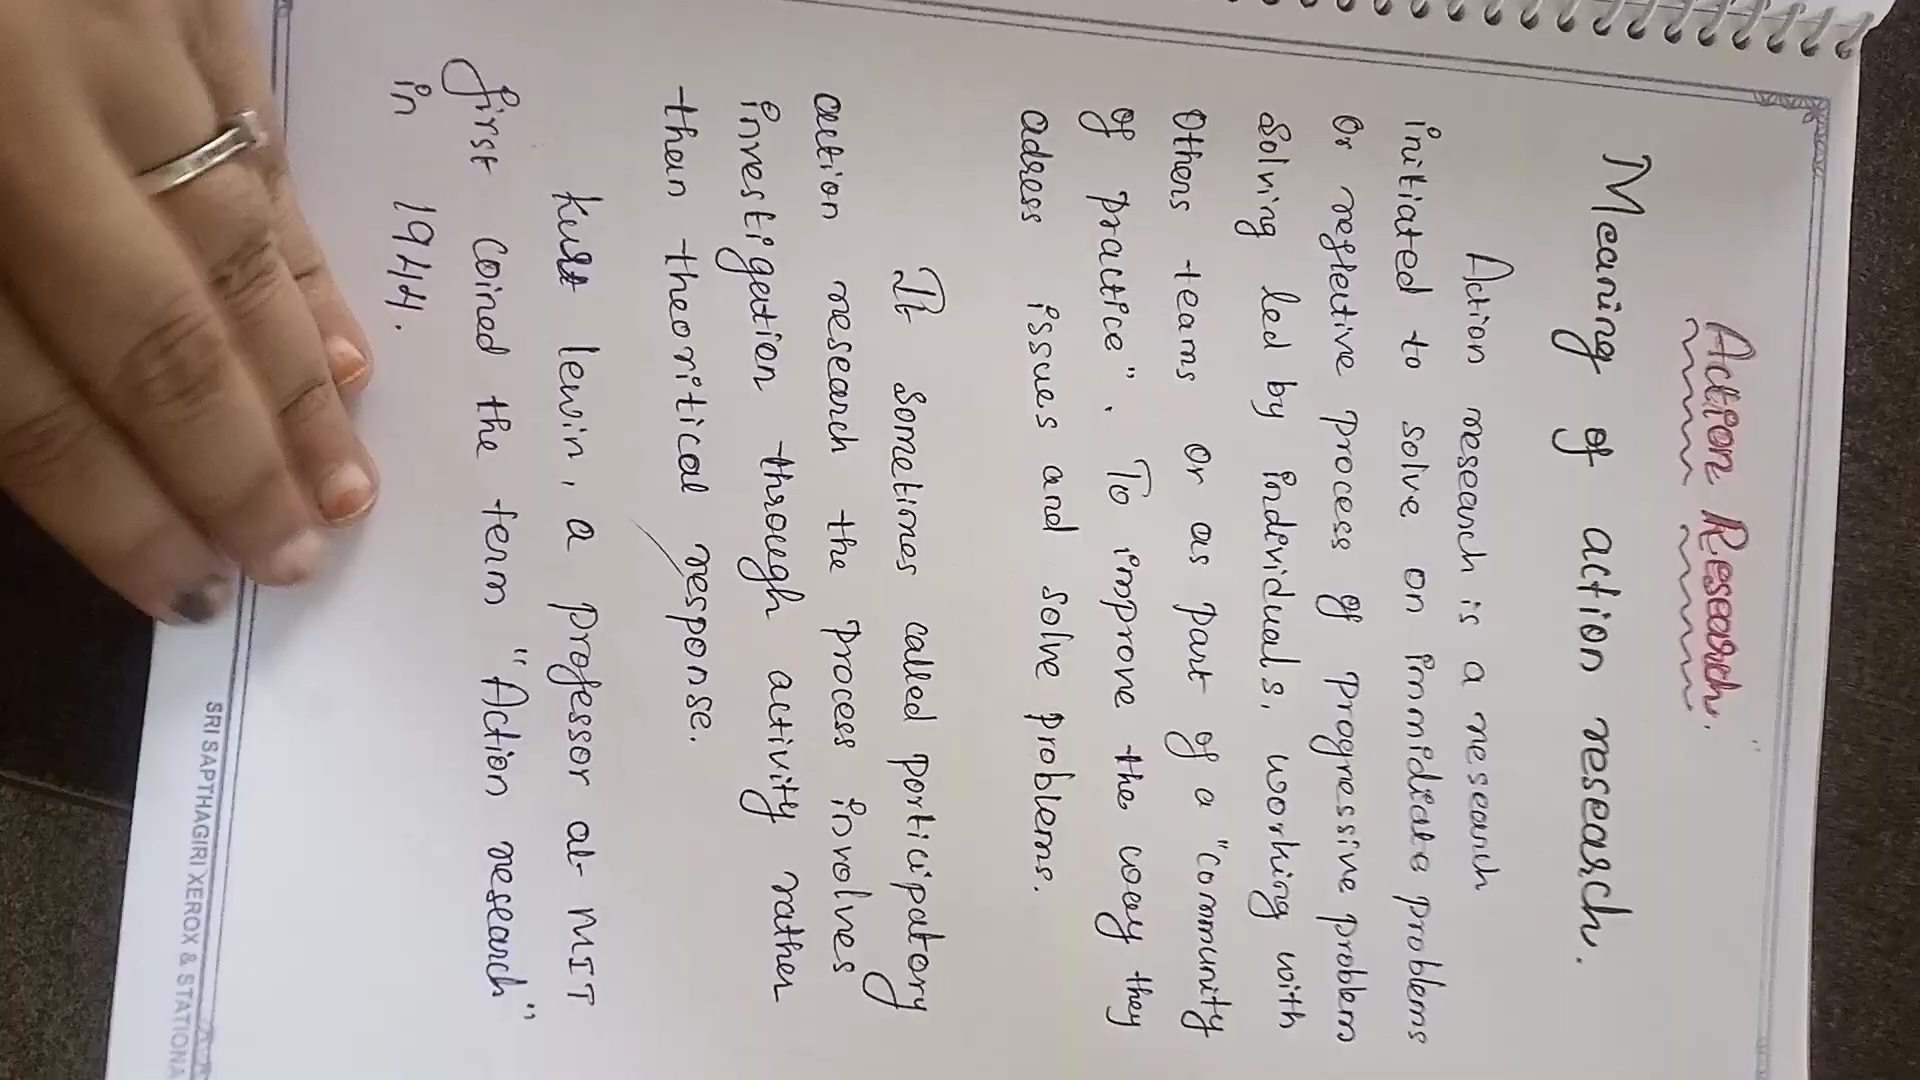 Action Research.
Meaning of action research.
Action research is a research
initiated to solve on immidiate problems
or reflective process of progressive problem
solving led by individuals, working with
others teams or as part of a "community
of practice". To improve the way they
adress issues and solve problems.
It sometimes called porticipatory
action research the process involves
investigation through activity rather
than theoritical response.
Kurt lewin, a professor at MIT
first coined the term "Action research"
in 1944.
SRI SAPTHAGIRI XEROX & STATIONA